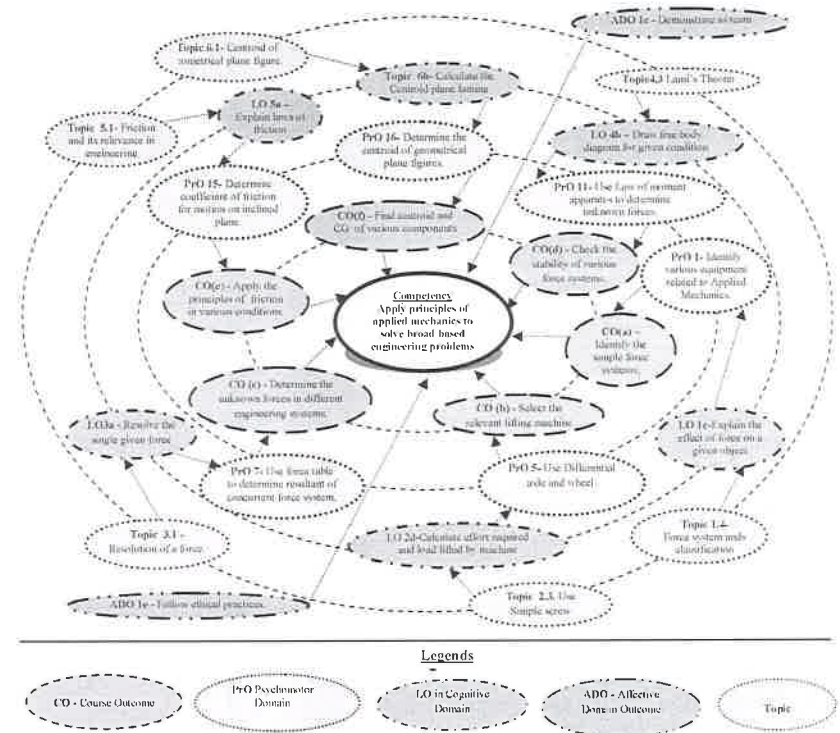 ADO 1c - Demonstrate as team
Topic 6.1- Centroid of
plane figure.
Topic 6b- Calculate the
Centroid plane lamina
Topic4.3 Lami's Theorem
LO 5a –
Explain laws of
friction
Topic 5.1- Friction
and its relevance in
engineering
PrO 16- Determine the
centroid of geometrical
plane figures.
LO 4b – Draw free body
diagram for given condition
PrO 15- Determine
coefficient of friction
for motion on inclined
plane.
PrO 11- Use Law of moment
apparatus to determine
unknown forces.
CO(f) - Find centroid and
CG of various components
CO(d) - Check the
stability of various
force systems.
PrO 1- Identify
various equipment
related to Applied
Mechanics.
CO(e) - Apply the
principles of friction
in various conditions.
Competency
Apply principles of
applied mechanics to
solve broad based
engineering problems
CO(a) –
Identify the
force
systems.
CO (c) - Determine the
unknown forces in different
engineering systems.
CO (b) - Select the
relevant lifting machine
LO3a - Resolve the
single given force
LO 1c-Explain the
effect of force on a
given object
PrO 7- Use force table
to determine resultant of
concurrent force system.
PrO 5- Use Differential
axle and wheel
Topic 3.1 -
Resolution of a force.
LO 2d-Calculate effort required
and load lifted by machine
Topic 1.4-
Force system and
classification
ADO 1e - Follow ethical practices.
Topic 2.3. Use
Simple screw
Legends
CO - Course Outcome
PrO Psychomotor
Domain
LO in Cognitive
Domain
ADO - Affective
Domain Outcome
Topic